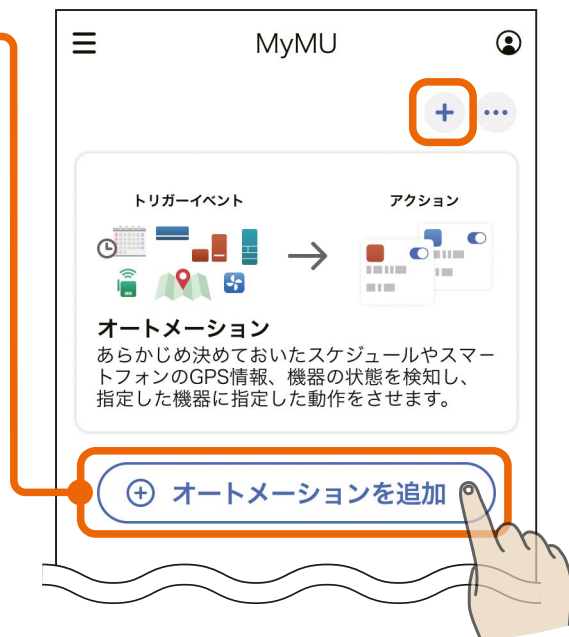 MyMU
トリガーイベント
アクション
オートメーション
あらかじめ決めておいたスケジュールやスマー
トフォンのGPS情報、機器の状態を検知し、
指定した機器に指定した動作をさせます。
オートメーションを追加